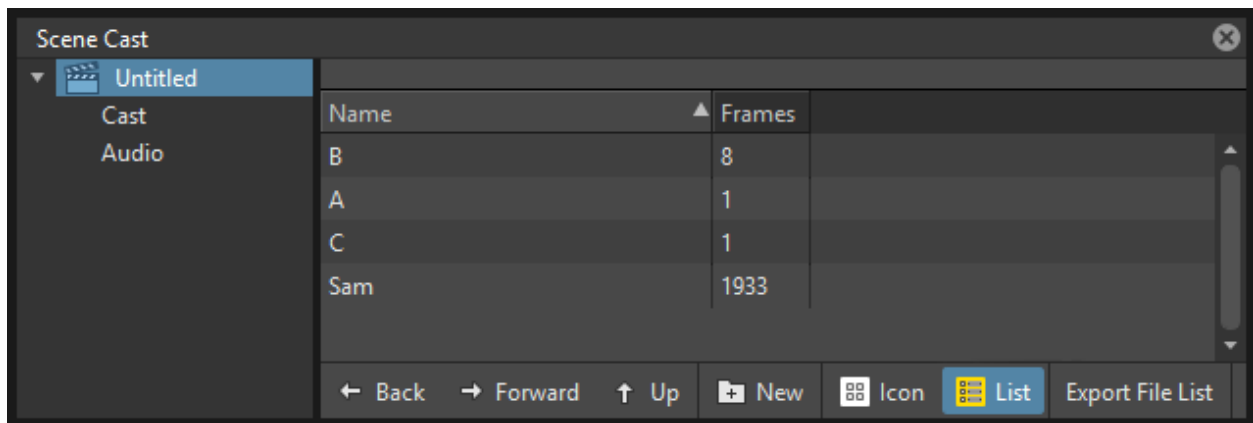 Scene Cast
Untitled
Cast
Audio
Name Frames
B 8
A 1
C 1
Sam 1933
Back Forward Up New Icon List Export File List